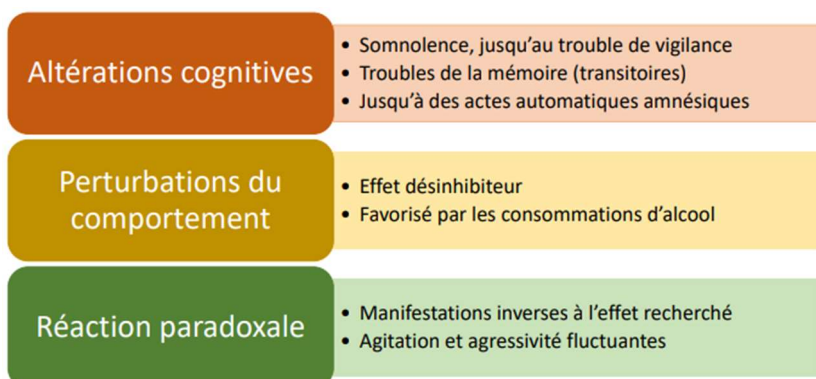 Altérations cognitives
• Somnolence, jusqu'au trouble de vigilance
• Troubles de la mémoire (transitoires)
• Jusqu'à des actes automatiques amnésiques
Perturbations du
comportement
• Effet désinhibiteur
• Favorisé par les consommations d'alcool
Réaction paradoxale
• Manifestations inverses à l'effet recherché
• Agitation et agressivité fluctuantes